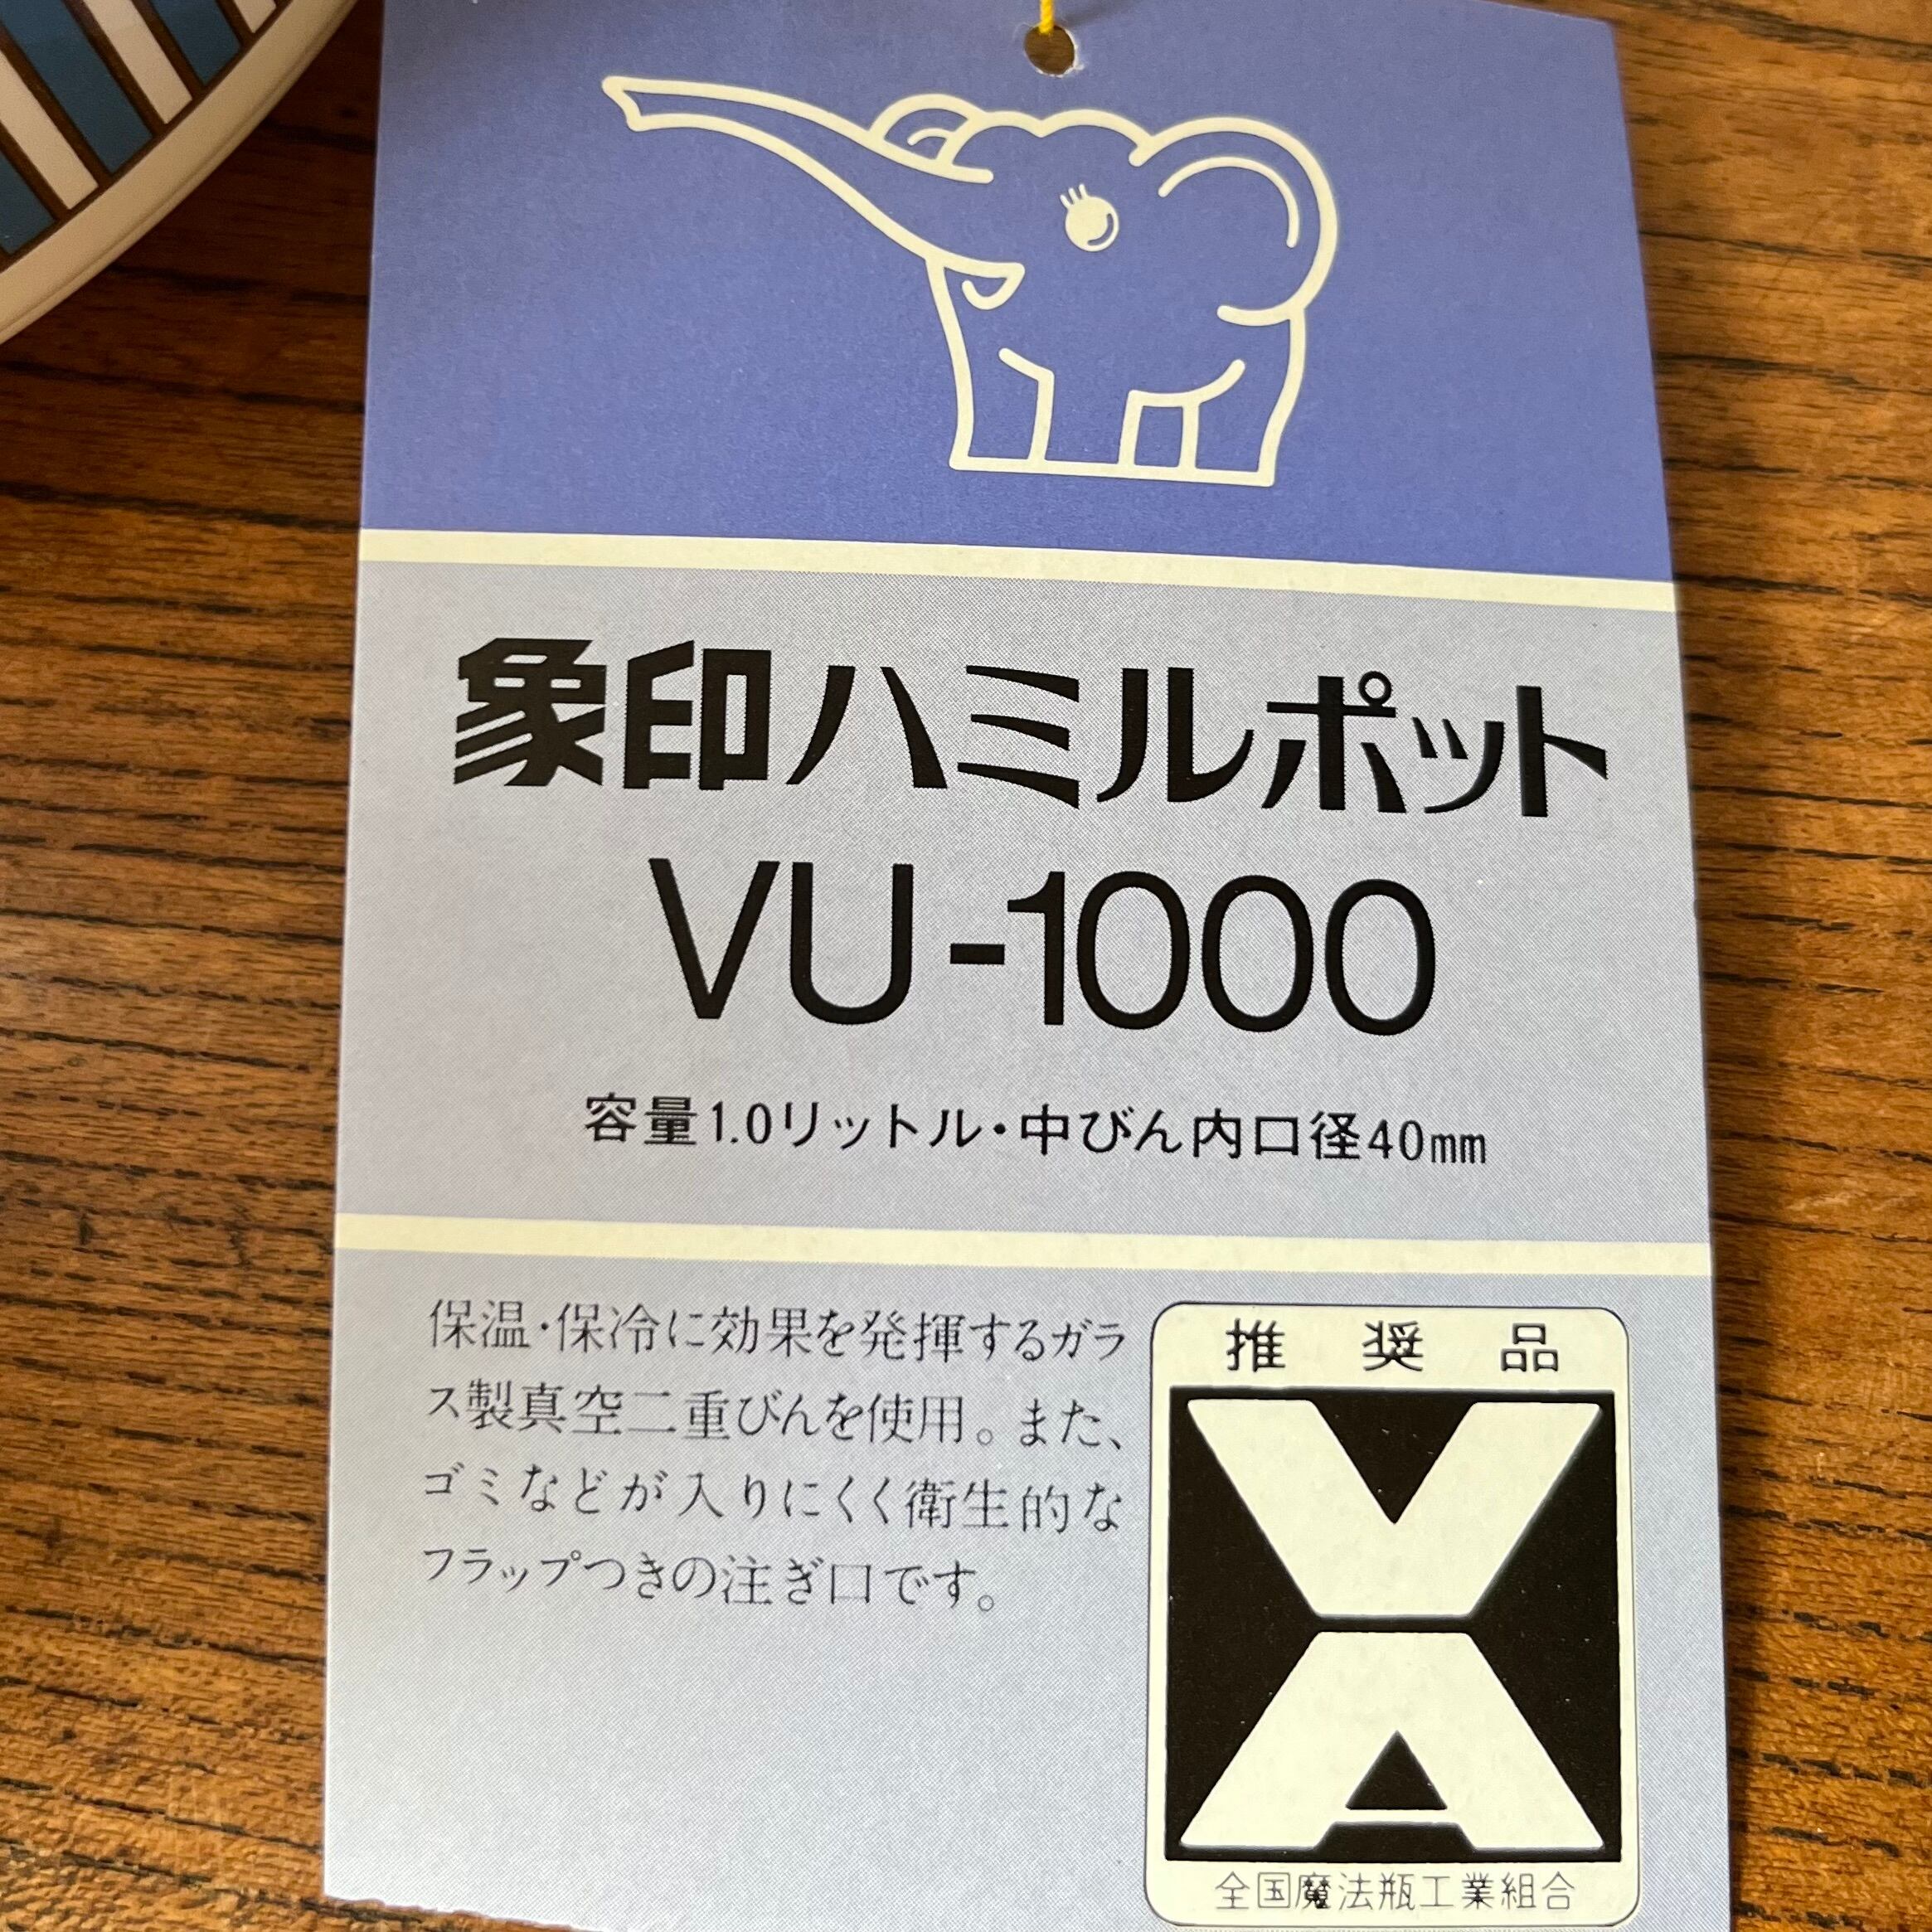 象印ハミルポット
VU-1000
容量1.0リットル・中びん内口径40mm
保温・保冷に効果を発揮するガラ
ス製真空二重びんを使用。また、
ゴミなどが入りにくく衛生的な
フラップつきの注ぎ口です。
推奨品
VA
全国魔法瓶工業組合